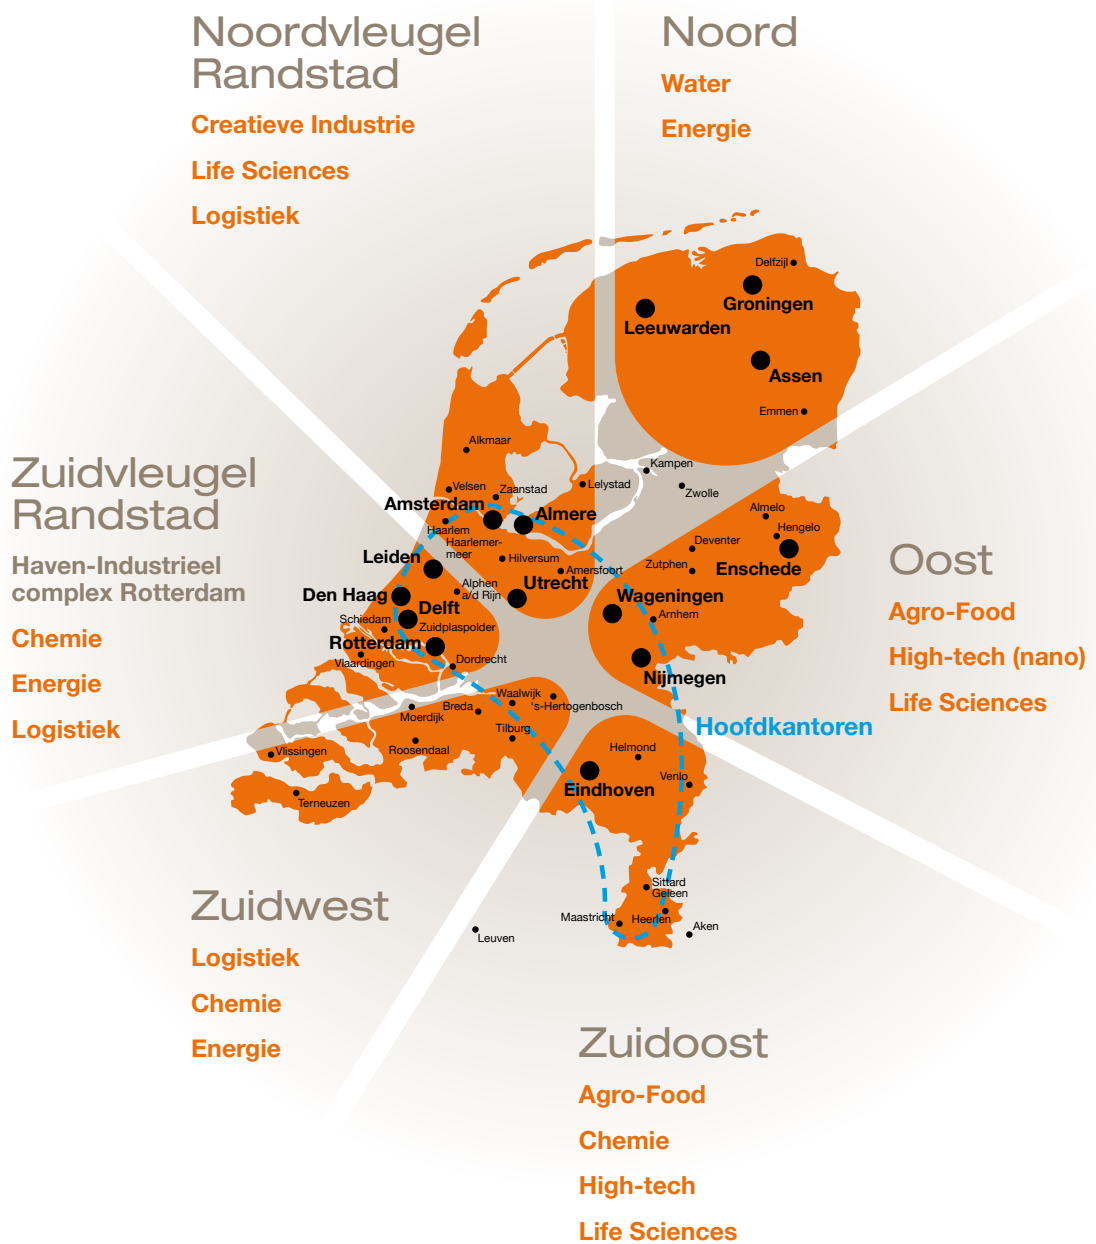 Noordvleugel
Randstad
Creatieve Industrie
Life Sciences
Logistiek
Noord
Water
Energie
Delfzijl
Groningen
Leeuwarden
Assen
Emmen
Alkmaar
Kampen
Zwolle
Lelystad
Velsen
Zaanstad
Amsterdam
Almere
Haarlem
Haarlemer-
meer
Hilversum
Amersfoort
Utrecht
Leiden
Den Haag
Delft
Alphen
a/d Rijn
Schiedam
Zuidplaspolder
Rotterdam
Vlaardingen
Dordrecht
Almelo
Hengelo
Deventer
Zutphen
Enschede
Wageningen
Arnhem
Nijmegen
Zuidvleugel
Randstad
Haven-Industrieel
complex Rotterdam
Chemie
Energie
Logistiek
Oost
Agro-Food
High-tech (nano)
Life Sciences
Hoofdkantoren
Waalwijk
's-Hertogenbosch
Breda
Moerdijk
Tilburg
Roosendaal
Vlissingen
Terneuzen
Helmond
Venlo
Eindhoven
Sittard
Geleen
Maastricht
Heerlen
Aken
Leuven
Zuidwest
Logistiek
Chemie
Energie
Zuidoost
Agro-Food
Chemie
High-tech
Life Sciences